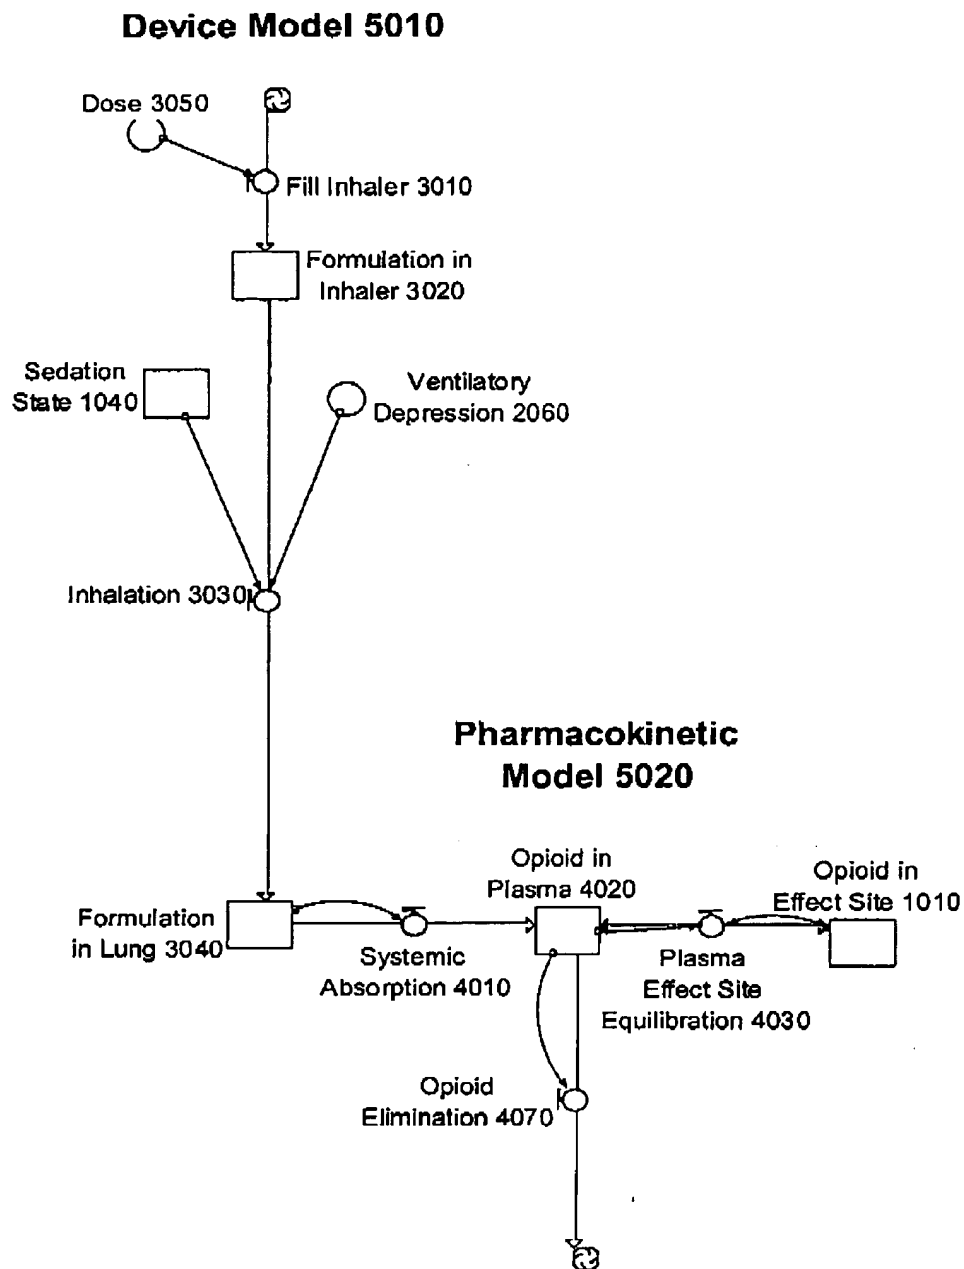 Device Model 5010
Dose 3050
Fill Inhaler 3010
Formulation in
Inhaler 3020
Sedation
State 1040
Ventilatory
Depression 2060
Inhalation 3030
Pharmacokinetic
Model 5020
Opioid in
Plasma 4020
Opioid in
Effect Site 1010
Formulation
in Lung 3040
Systemic
Absorption 4010
Plasma
Effect Site
Equilibration 4030
Opioid
Elimination 4070